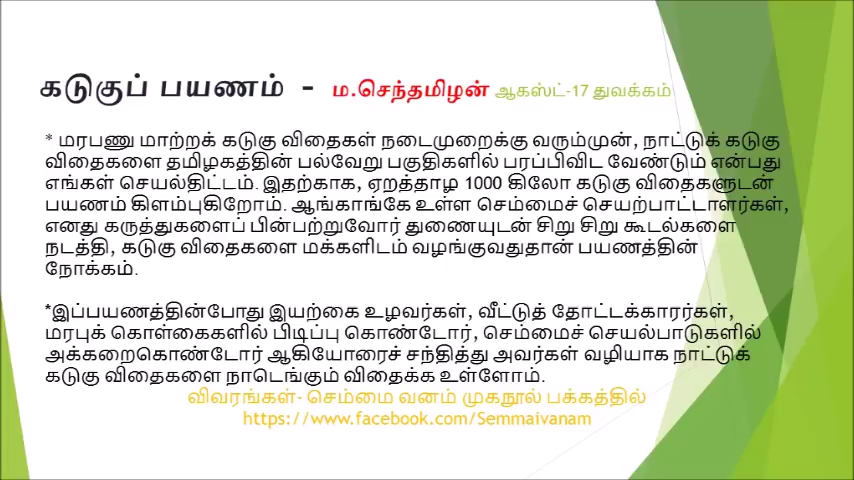 கடுகுப் பயணம் - ம.செந்தமிழன் ஆகஸ்ட்-17 துவக்கம்
* மரபணு மாற்றக் கடுகு விதைகள் நடைமுறைக்கு வரும்முன், நாட்டுக் கடுகு
விதைகளை தமிழகத்தின் பல்வேறு பகுதிகளில் பரப்பிவிட வேண்டும் என்பது
எங்கள் செயல்திட்டம். இதற்காக, ஏறத்தாழ 1000 கிலோ கடுகு விதைகளுடன்
பயணம் கிளம்புகிறோம். ஆங்காங்கே உள்ள செம்மைச் செயற்பாட்டாளர்கள்,
எனது கருத்துகளைப் பின்பற்றுவோர் துணையுடன் சிறு சிறு கூடல்களை
நடத்தி, கடுகு விதைகளை மக்களிடம் வழங்குவதுதான் பயணத்தின்
நோக்கம்.
*இப்பயணத்தின்போது இயற்கை உழவர்கள், வீட்டுத் தோட்டக்காரர்கள்,
மரபுக் கொள்கைகளில் பிடிப்பு கொண்டோர், செம்மைச் செயல்பாடுகளில்
அக்கறைகொண்டோர் ஆகியோரைச் சந்தித்து அவர்கள் வழியாக நாட்டுக்
கடுகு விதைகளை நாடெங்கும் விதைக்க உள்ளோம்.
விவரங்கள்- செம்மை வனம் முகநூல் பக்கத்தில்
https://www.facebook.com/Semmaivanam